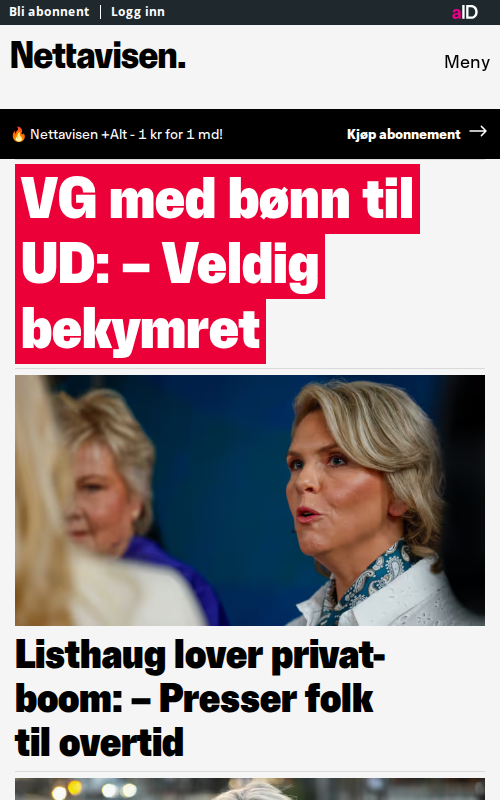 Bli abonnent | Logg inn
aID
Nettavisen.
Meny
🔥 Nettavisen +Alt - 1 kr for 1 md!
Kjøp abonnement →
VG med bønn til
UD: – Veldig
bekymret
Listhaug lover privat-
boom: – Presser folk
til overtid